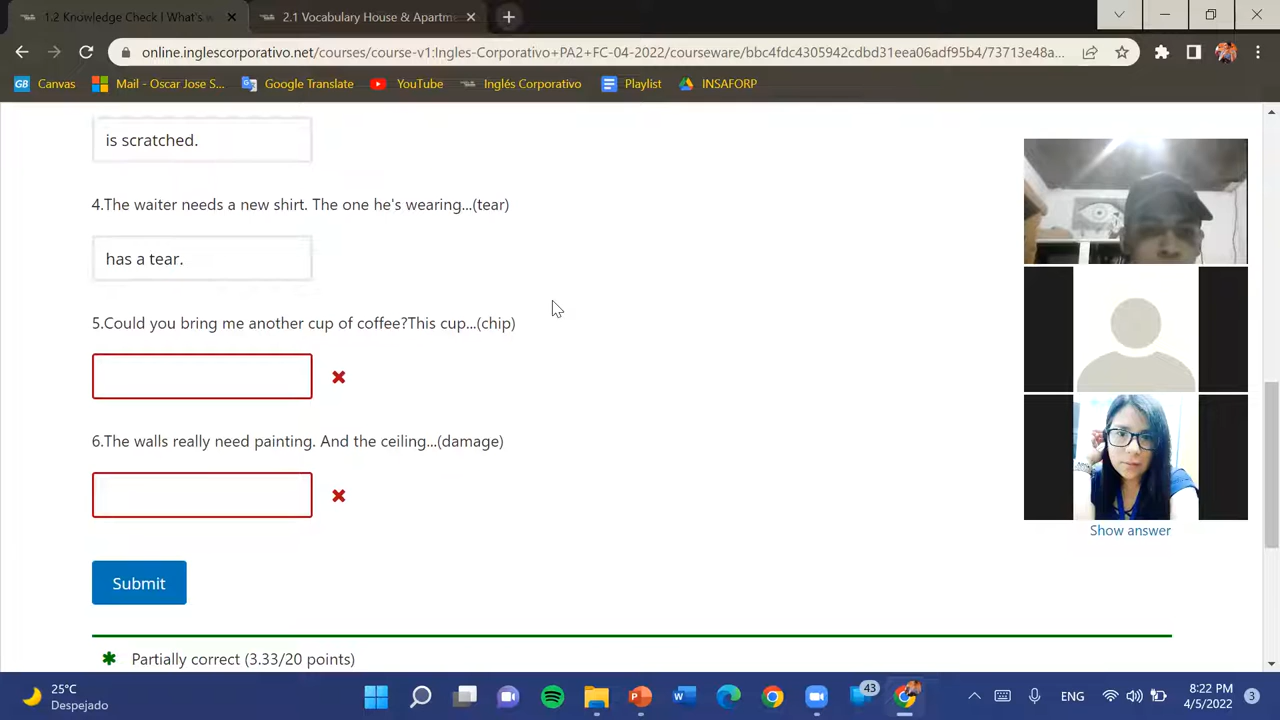 1.2 Knowledge Check I What's w
2.1 Vocabulary House & Apartme
online.inglescorporativo.net/courses/course-v1:Ingles-Corporativo+PA2+FC-04-2022/courseware/bbc4fdc4305942cdbd31eea06adf95b4/73713e48a...
GB Canvas
Mail - Oscar Jose S...
Google Translate
YouTube
Inglés Corporativo
Playlist
INSAFORP
is scratched.
4.The waiter needs a new shirt. The one he's wearing...(tear)
has a tear.
5.Could you bring me another cup of coffee?This cup...(chip)
6.The walls really need painting. And the ceiling...(damage)
Show answer
Submit
Partially correct (3.33/20 points)
25°C
Despejado
43
ENG
8:22 PM
4/5/2022
3